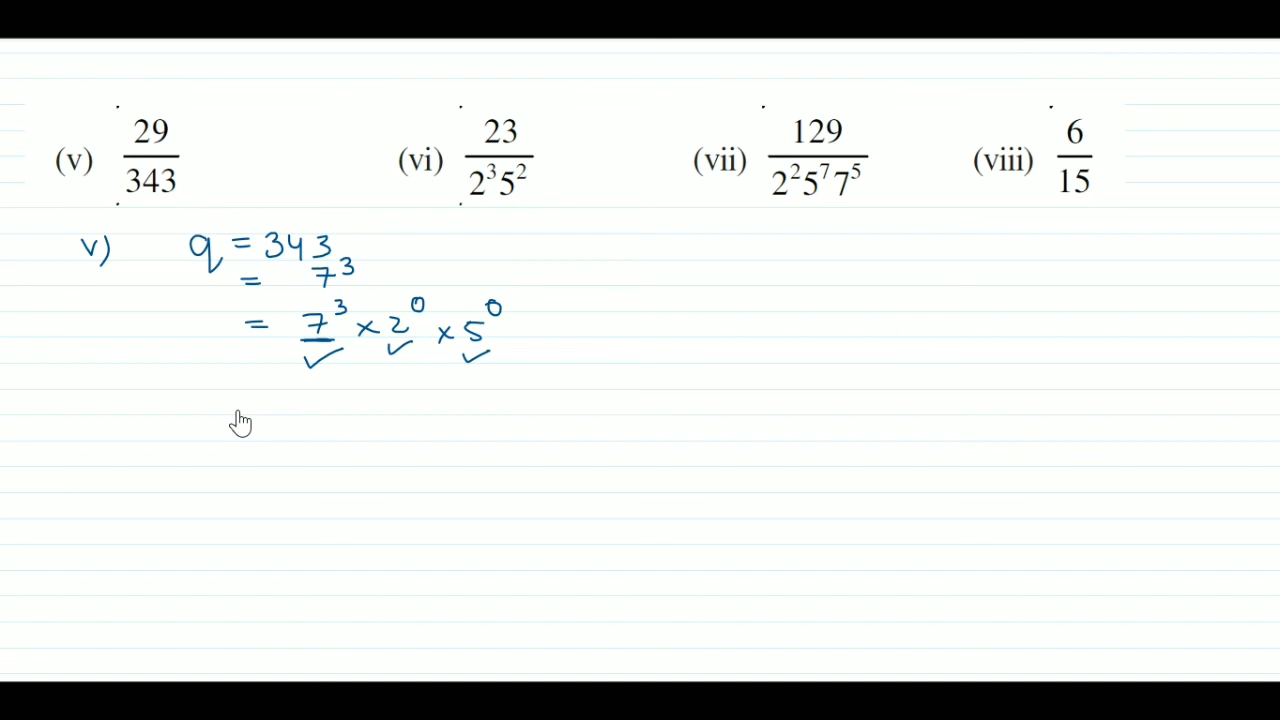 (v) 29/343 (vi) 23/2³5² (vii) 129/2²5⁷7⁵ (viii) 6/15
v) q = 343
= 7³
= 7³ × 2⁰ × 5⁰